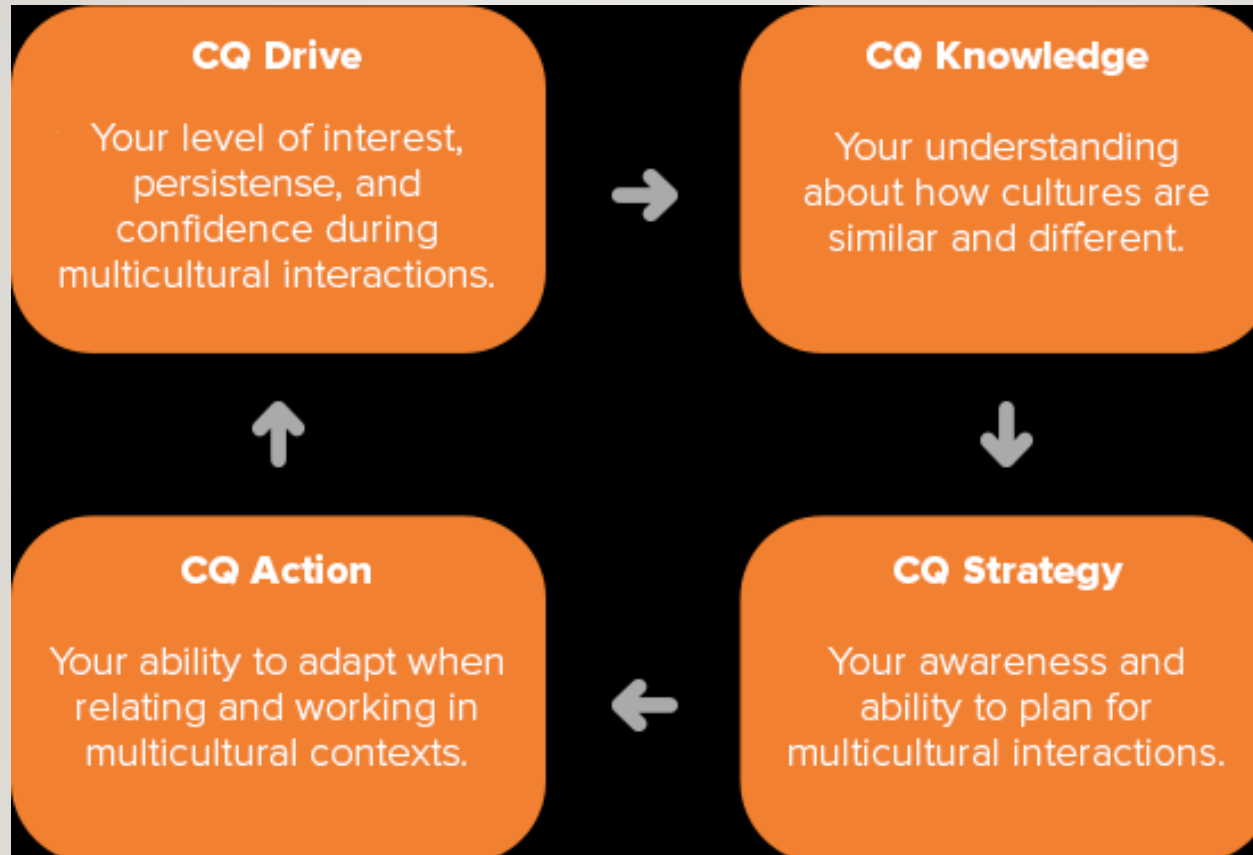 CQ Drive
Your level of interest,
persistense, and
confidence during
multicultural interactions.
CQ Knowledge
Your understanding
about how cultures are
similar and different.
CQ Action
Your ability to adapt when
relating and working in
multicultural contexts.
CQ Strategy
Your awareness and
ability to plan for
multicultural interactions.